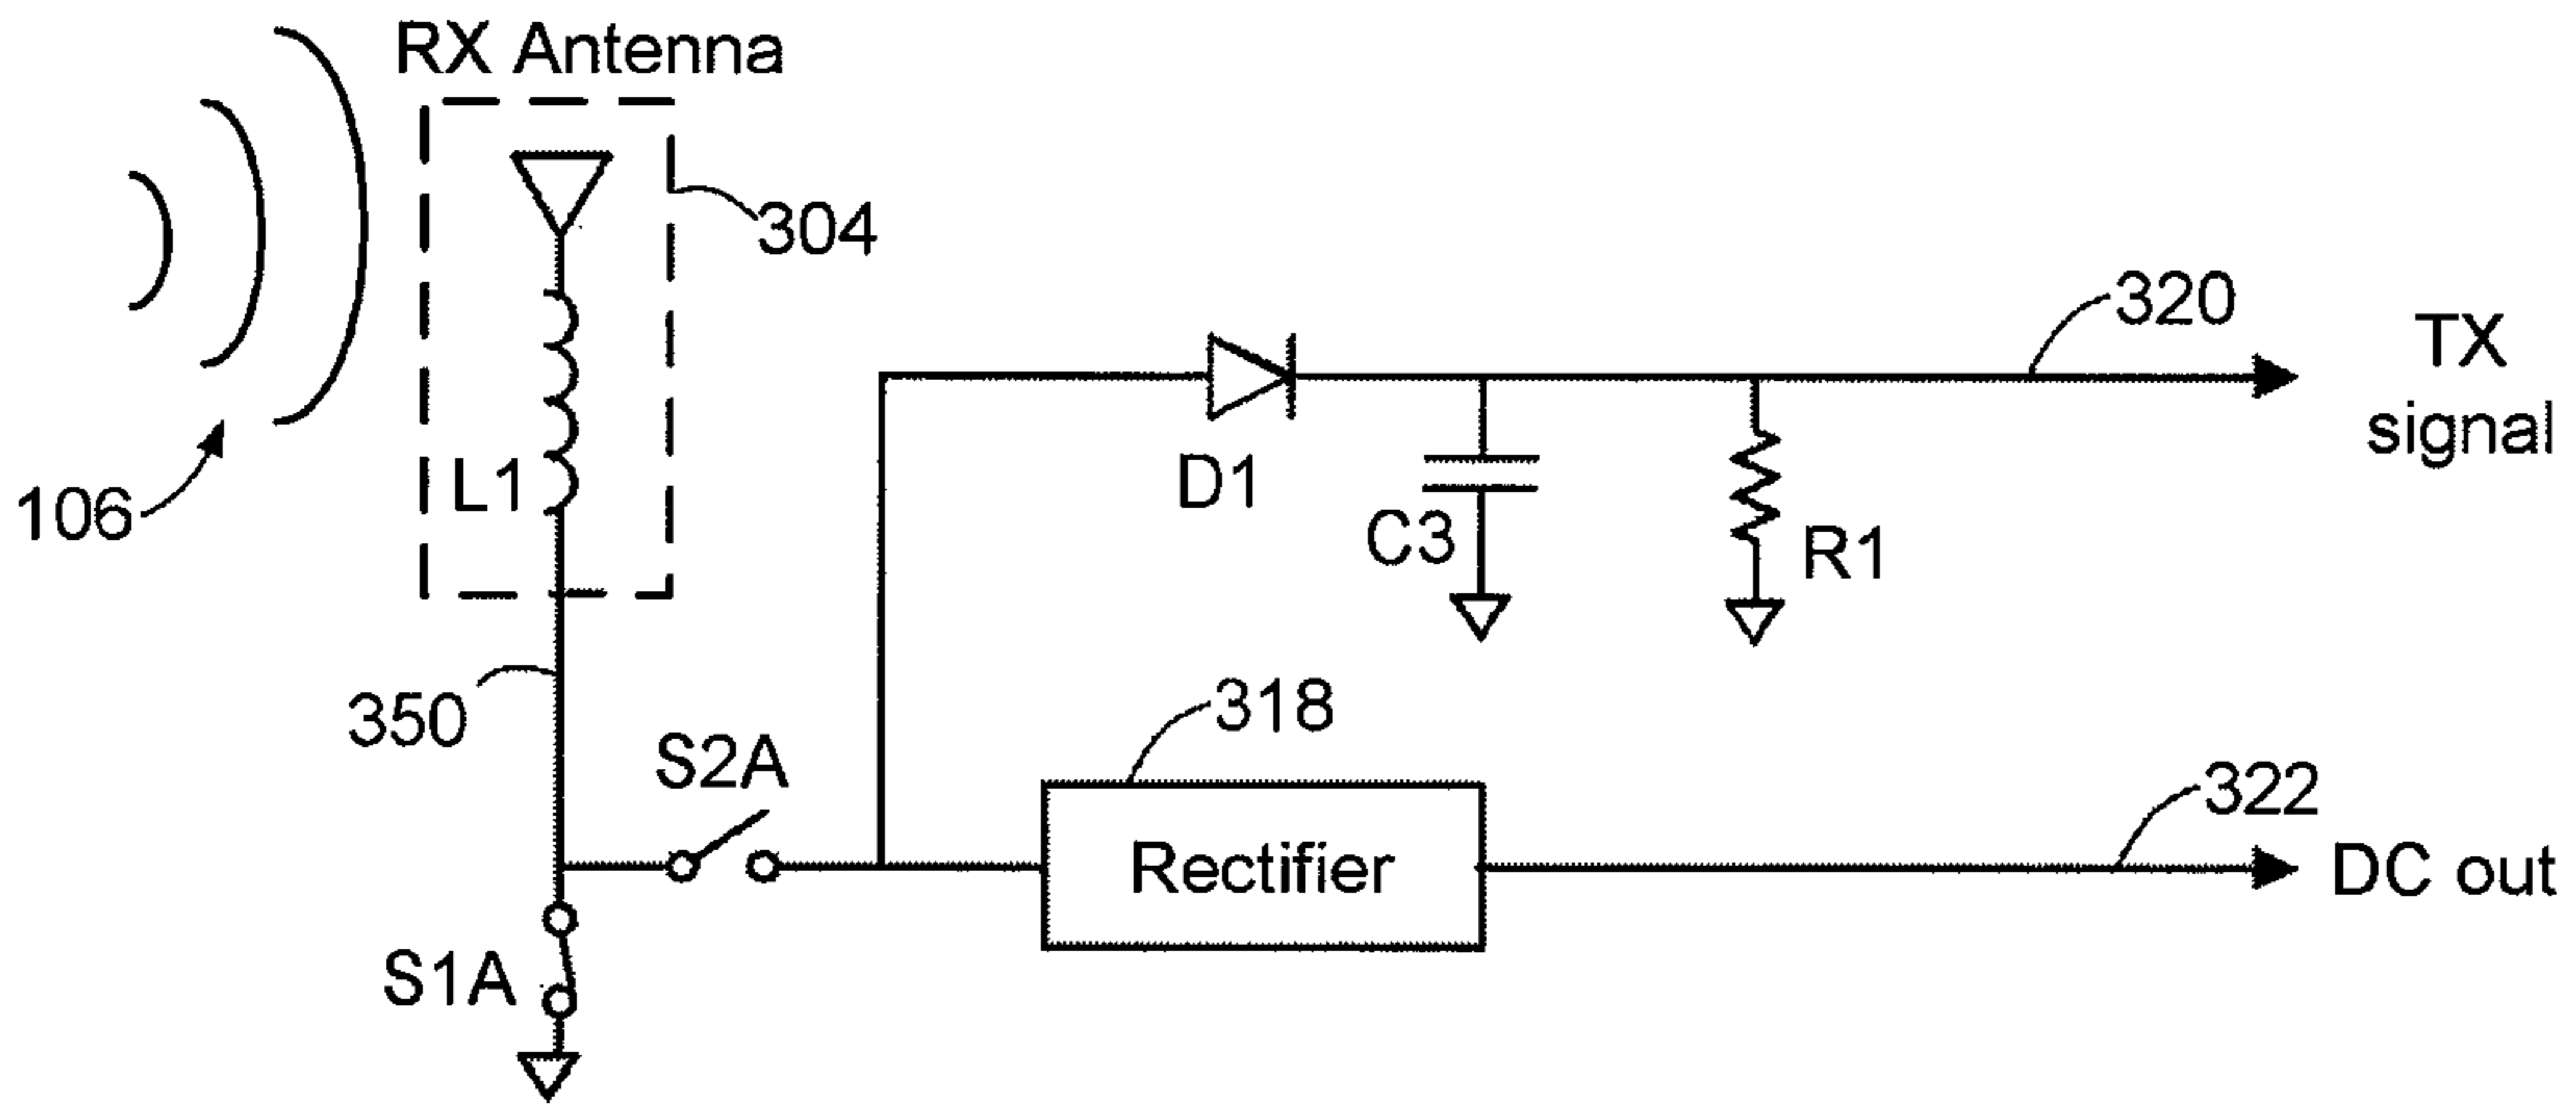 RX Antenna
304
320
TX
signal
L1
106
D1
C3
R1
350
318
S2A
322
Rectifier
DC out
S1A